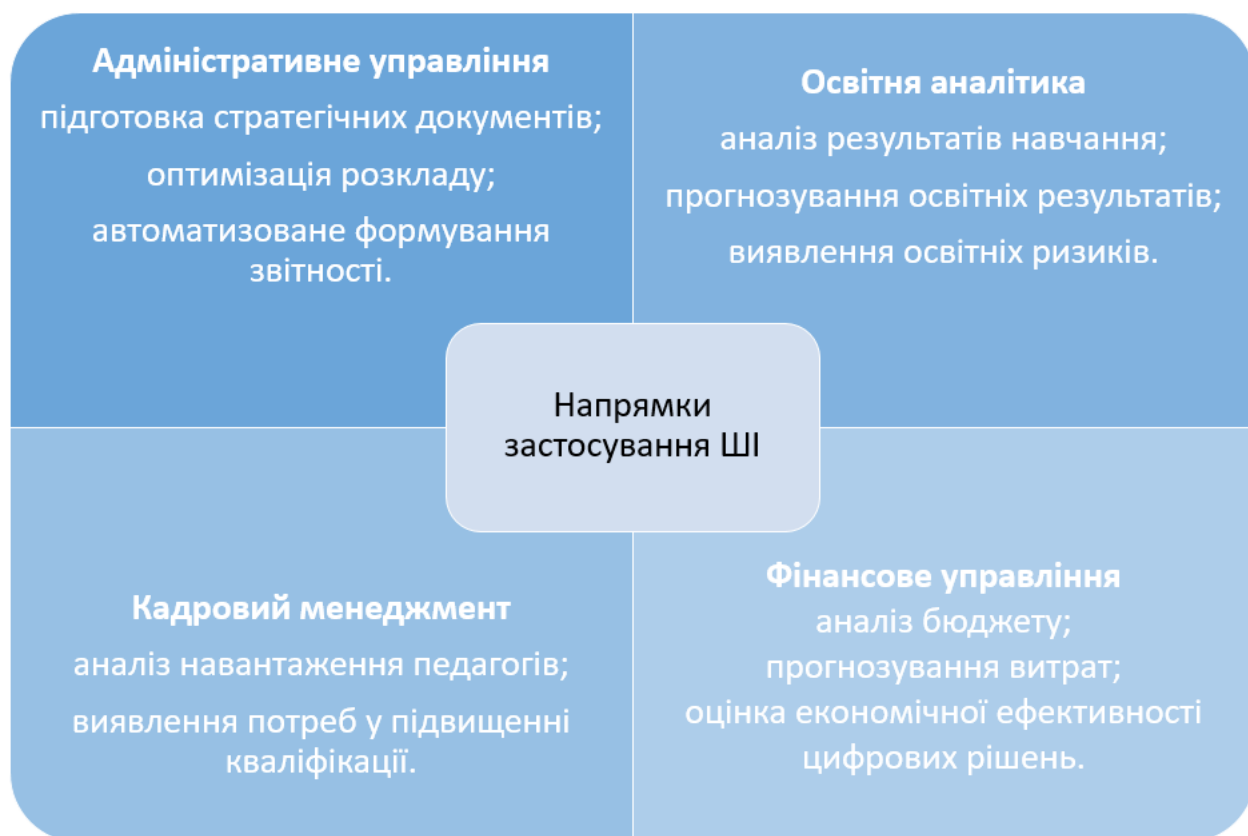 Адміністративне управління
підготовка стратегічних документів;
оптимізація розкладу;
автоматизоване формування
звітності.
Освітня аналітика
аналіз результатів навчання;
прогнозування освітніх результатів;
виявлення освітніх ризиків.
Напрямки
застосування ШІ
Кадровий менеджмент
аналіз навантаження педагогів;
виявлення потреб у підвищенні
кваліфікації.
Фінансове управління
аналіз бюджету;
прогнозування витрат;
оцінка економічної ефективності
цифрових рішень.